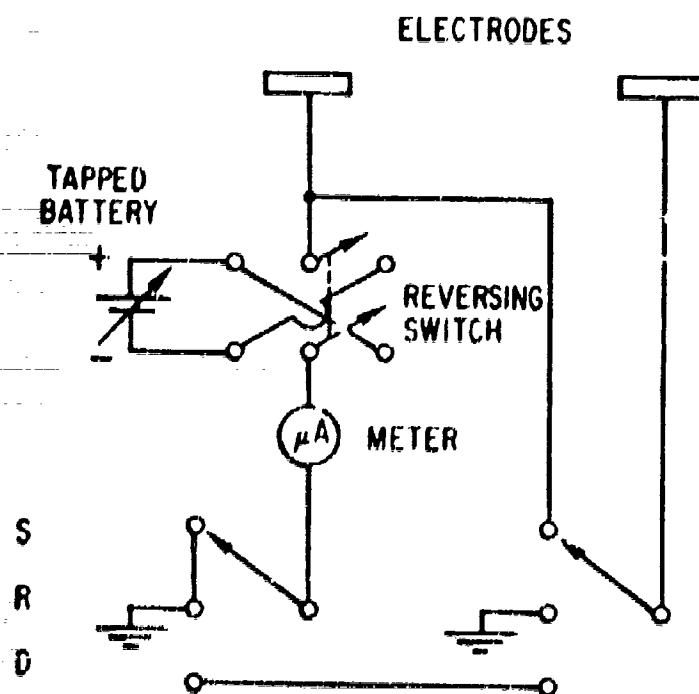 ELECTRODES
TAPPED
BATTERY
+
REVERSING
SWITCH
-
μA METER
S
R
D